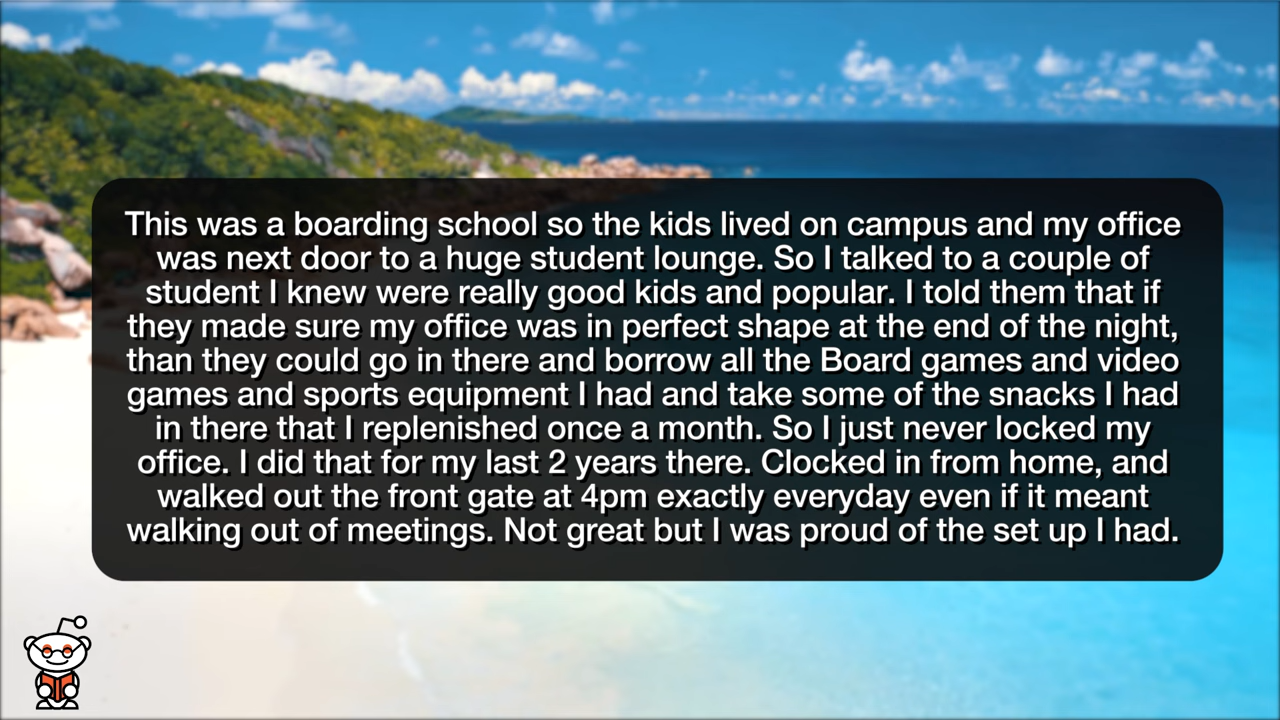 This was a boarding school so the kids lived on campus and my office
was next door to a huge student lounge. So I talked to a couple of
student I knew were really good kids and popular. I told them that if
they made sure my office was in perfect shape at the end of the night,
than they could go in there and borrow all the Board games and video
games and sports equipment I had and take some of the snacks I had
in there that I replenished once a month. So I just never locked my
office. I did that for my last 2 years there. Clocked in from home, and
walked out the front gate at 4pm exactly everyday even if it meant
walking out of meetings. Not great but I was proud of the set up I had.